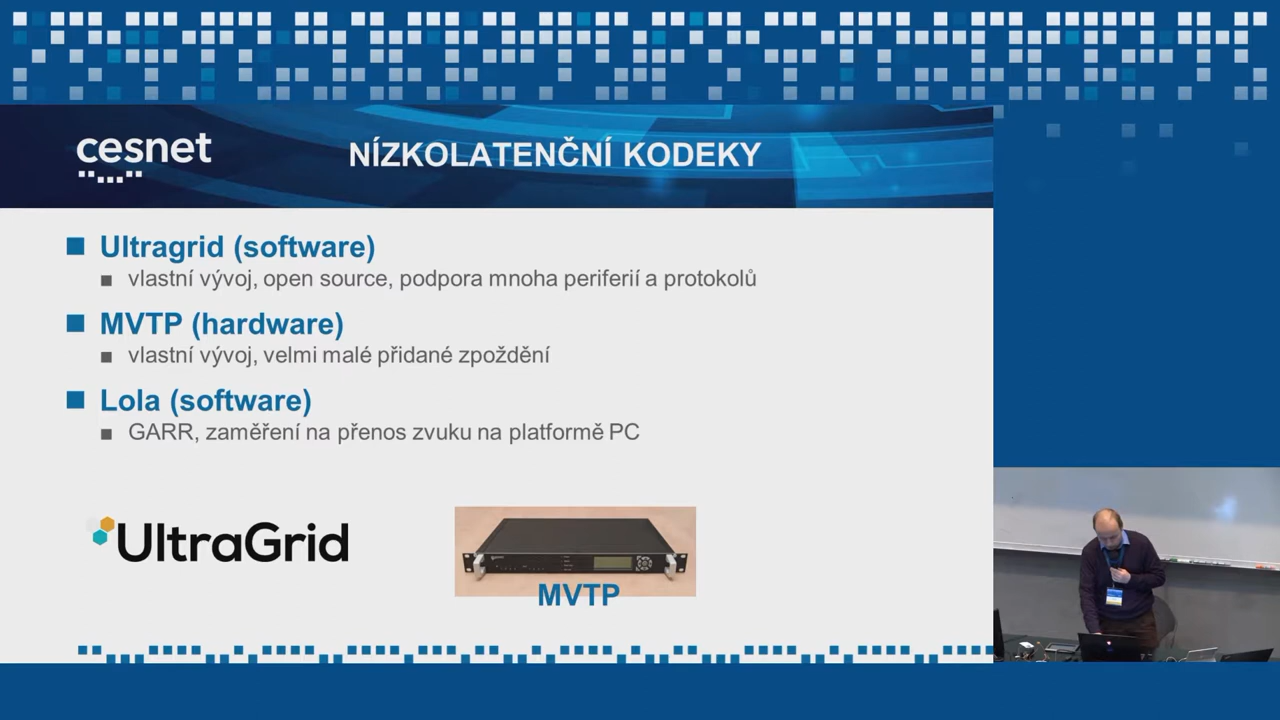 cesnet
NÍZKOLATENČNÍ KODEKY
Ultragrid (software)
vlastní vývoj, open source, podpora mnoha periferií a protokolů
MVTP (hardware)
vlastní vývoj, velmi malé přidané zpoždění
Lola (software)
GARR, zaměření na přenos zvuku na platformě PC
UltraGrid
MVTP